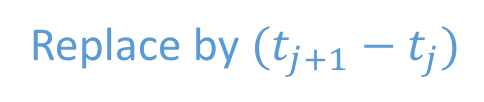 Replace by $(t_{j+1} - t_j)$